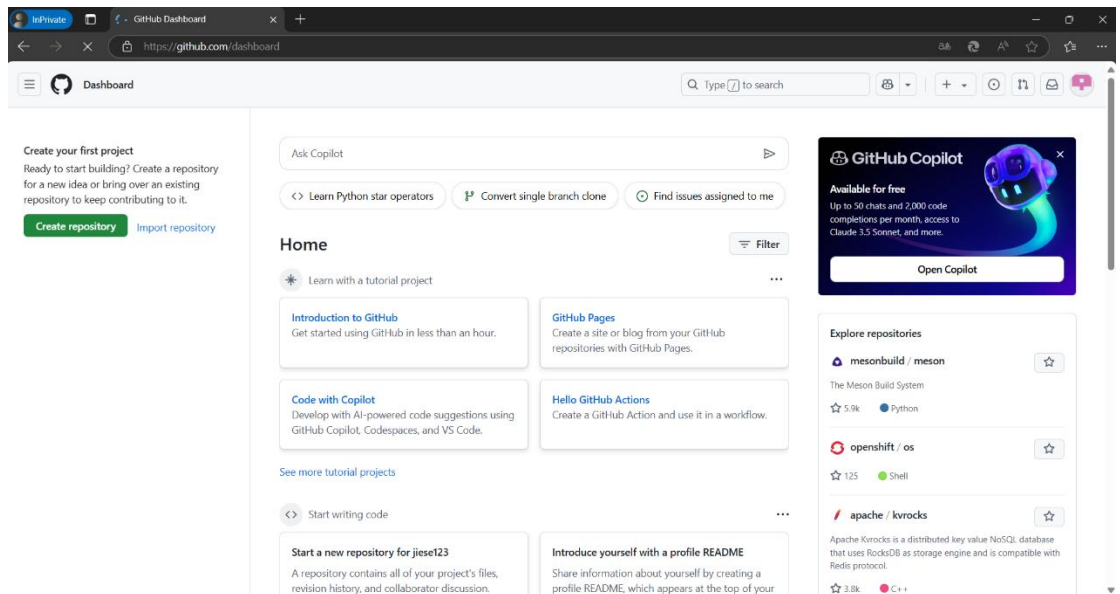 InPrivate
GitHub Dashboard
https://github.com/dashboard
Dashboard
Type / to search
Create your first project
Ready to start building? Create a repository
for a new idea or bring over an existing
repository to keep contributing to it.
Create repository
Import repository
Ask Copilot
Learn Python star operators
Convert single branch clone
Find issues assigned to me
Home
Filter
Learn with a tutorial project
Introduction to GitHub
Get started using GitHub in less than an hour.
GitHub Pages
Create a site or blog from your GitHub
repositories with GitHub Pages.
Code with Copilot
Develop with AI-powered code suggestions using
GitHub Copilot, Codespaces, and VS Code.
Hello GitHub Actions
Create a GitHub Action and use it in a workflow.
See more tutorial projects
Start writing code
Start a new repository for jiese123
A repository contains all of your project's files,
revision history, and collaborator discussion.
Introduce yourself with a profile README
Share information about yourself by creating a
profile README, which appears at the top of your
GitHub Copilot
Available for free
Up to 50 chats and 2,000 code
completions per month, access to
Claude 3.5 Sonnet, and more.
Open Copilot
Explore repositories
mesonbuild / meson
The Meson Build System
5.9k
Python
openshift / os
125
Shell
apache / kvrocks
Apache Kvrocks is a distributed key value NoSQL database
that uses RocksDB as storage engine and is compatible with
Redis protocol.
3.8k
C++